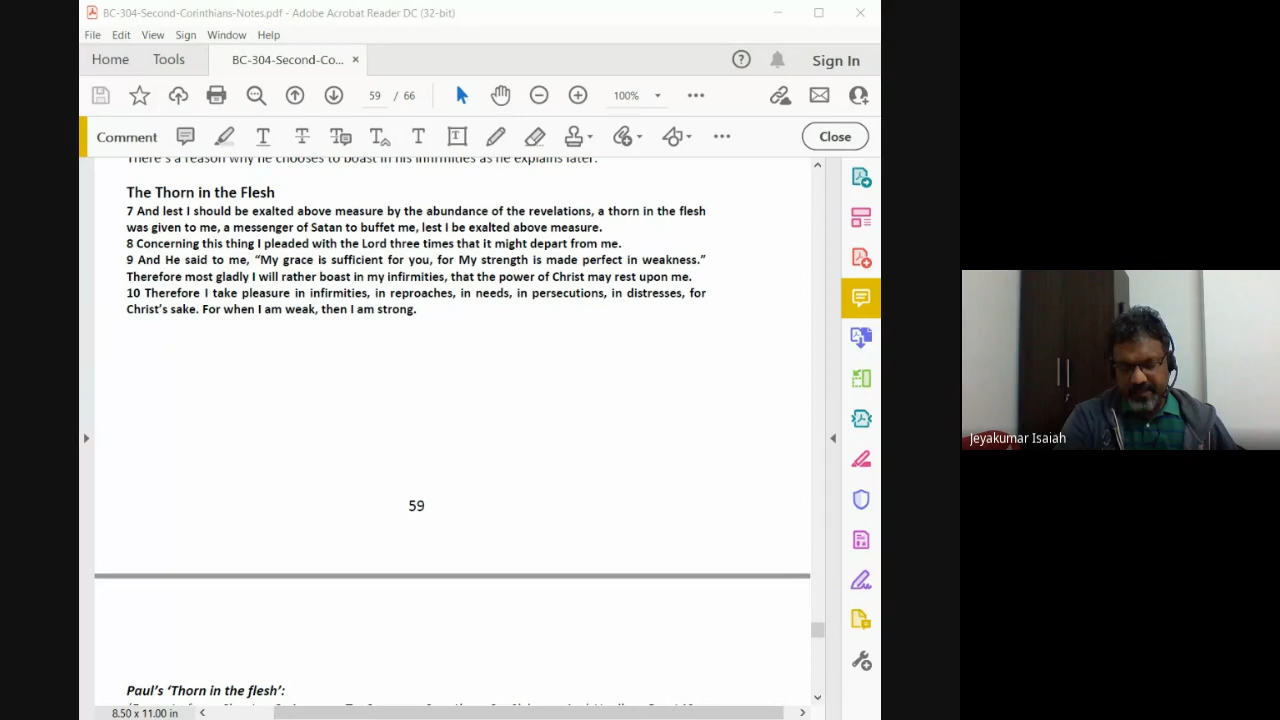 BC-304-Second-Corinthians-Notes.pdf - Adobe Acrobat Reader DC (32-bit)
File Edit View Sign Window Help
Home Tools BC-304-Second-Co... × Sign In
59 / 66 100%
Comment Close
There's a reason why he chooses to boast in his infirmities as he explains later.
The Thorn in the Flesh
7 And lest I should be exalted above measure by the abundance of the revelations, a thorn in the flesh
was given to me, a messenger of Satan to buffet me, lest I be exalted above measure.
8 Concerning this thing I pleaded with the Lord three times that it might depart from me.
9 And He said to me, “My grace is sufficient for you, for My strength is made perfect in weakness.”
Therefore most gladly I will rather boast in my infirmities, that the power of Christ may rest upon me.
10 Therefore I take pleasure in infirmities, in reproaches, in needs, in persecutions, in distresses, for
Christ’s sake. For when I am weak, then I am strong.
Jeyakumar Isaiah
59
Paul’s ‘Thorn in the flesh’:
8.50 x 11.00 in